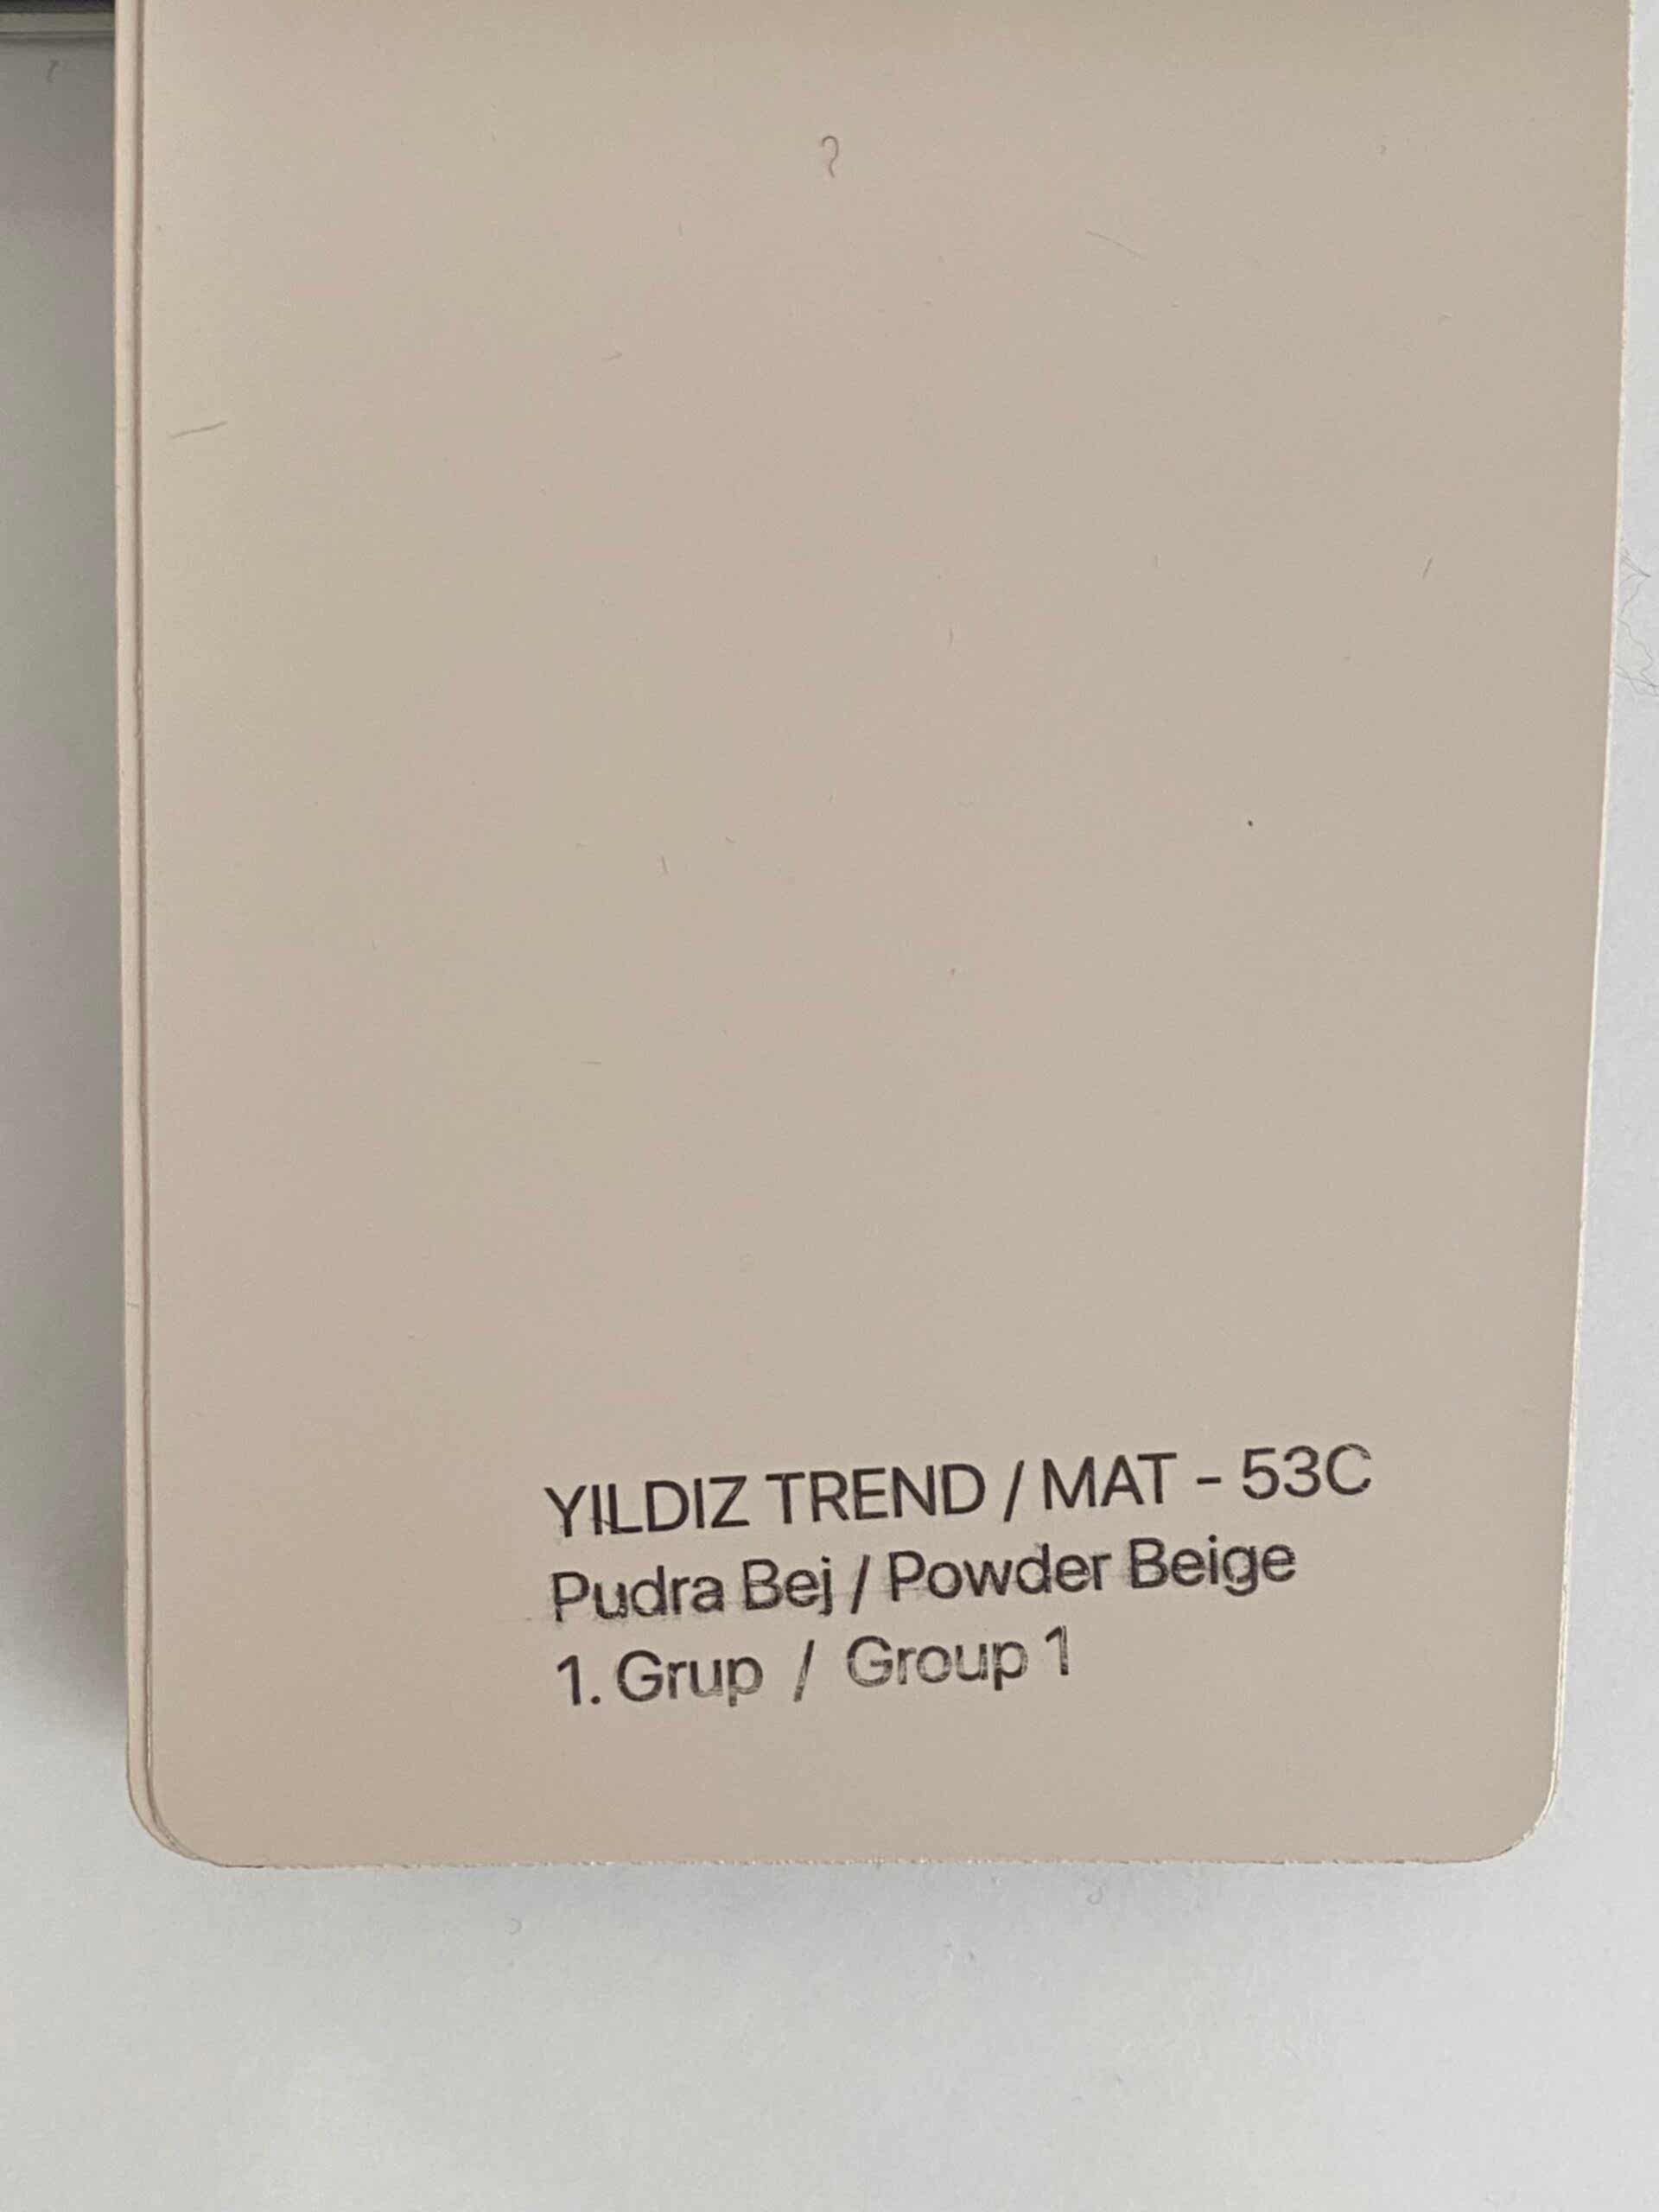 YILDIZ TREND / MAT - 53C
Pudra Bej / Powder Beige
1. Grup / Group 1